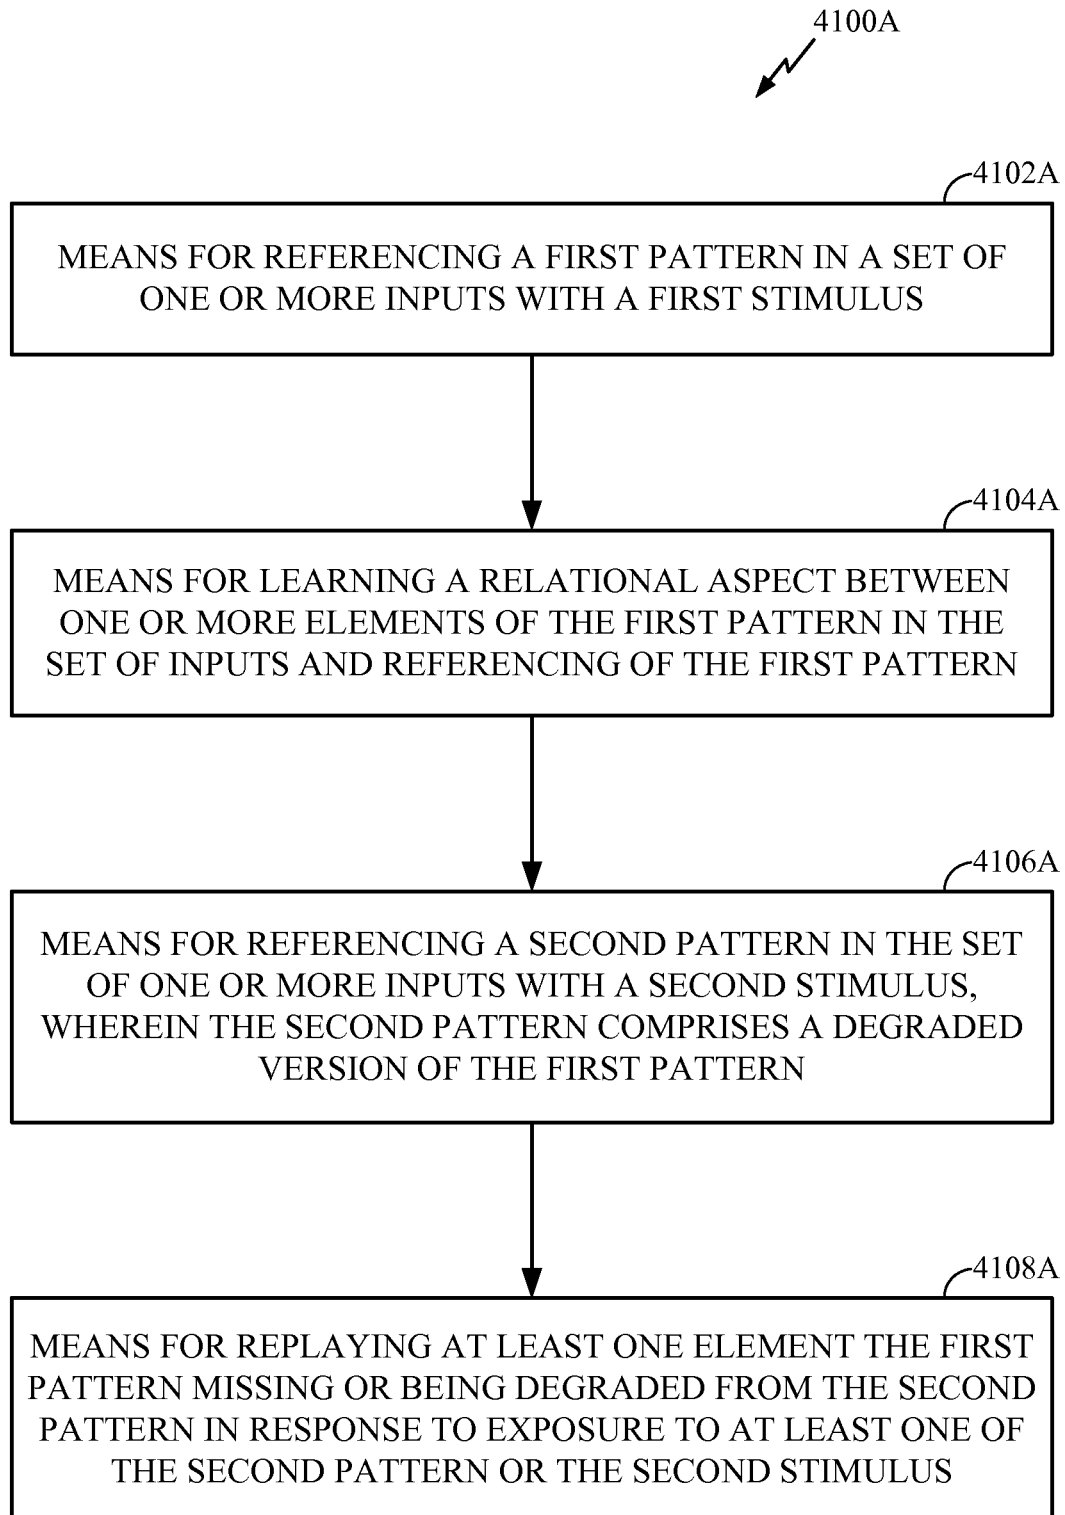 4100A
4102A
MEANS FOR REFERENCING A FIRST PATTERN IN A SET OF
ONE OR MORE INPUTS WITH A FIRST STIMULUS
4104A
MEANS FOR LEARNING A RELATIONAL ASPECT BETWEEN
ONE OR MORE ELEMENTS OF THE FIRST PATTERN IN THE
SET OF INPUTS AND REFERENCING OF THE FIRST PATTERN
4106A
MEANS FOR REFERENCING A SECOND PATTERN IN THE SET
OF ONE OR MORE INPUTS WITH A SECOND STIMULUS,
WHEREIN THE SECOND PATTERN COMPRISES A DEGRADED
VERSION OF THE FIRST PATTERN
4108A
MEANS FOR REPLAYING AT LEAST ONE ELEMENT THE FIRST
PATTERN MISSING OR BEING DEGRADED FROM THE SECOND
PATTERN IN RESPONSE TO EXPOSURE TO AT LEAST ONE OF
THE SECOND PATTERN OR THE SECOND STIMULUS